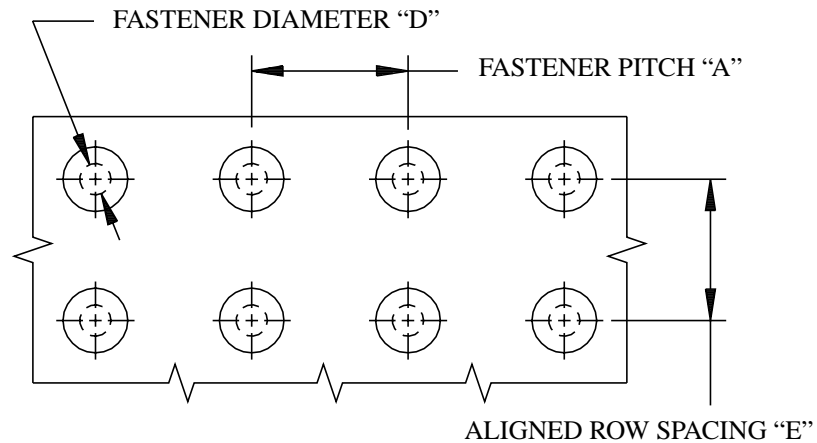 FASTENER DIAMETER “D”
FASTENER PITCH “A”
ALIGNED ROW SPACING “E”